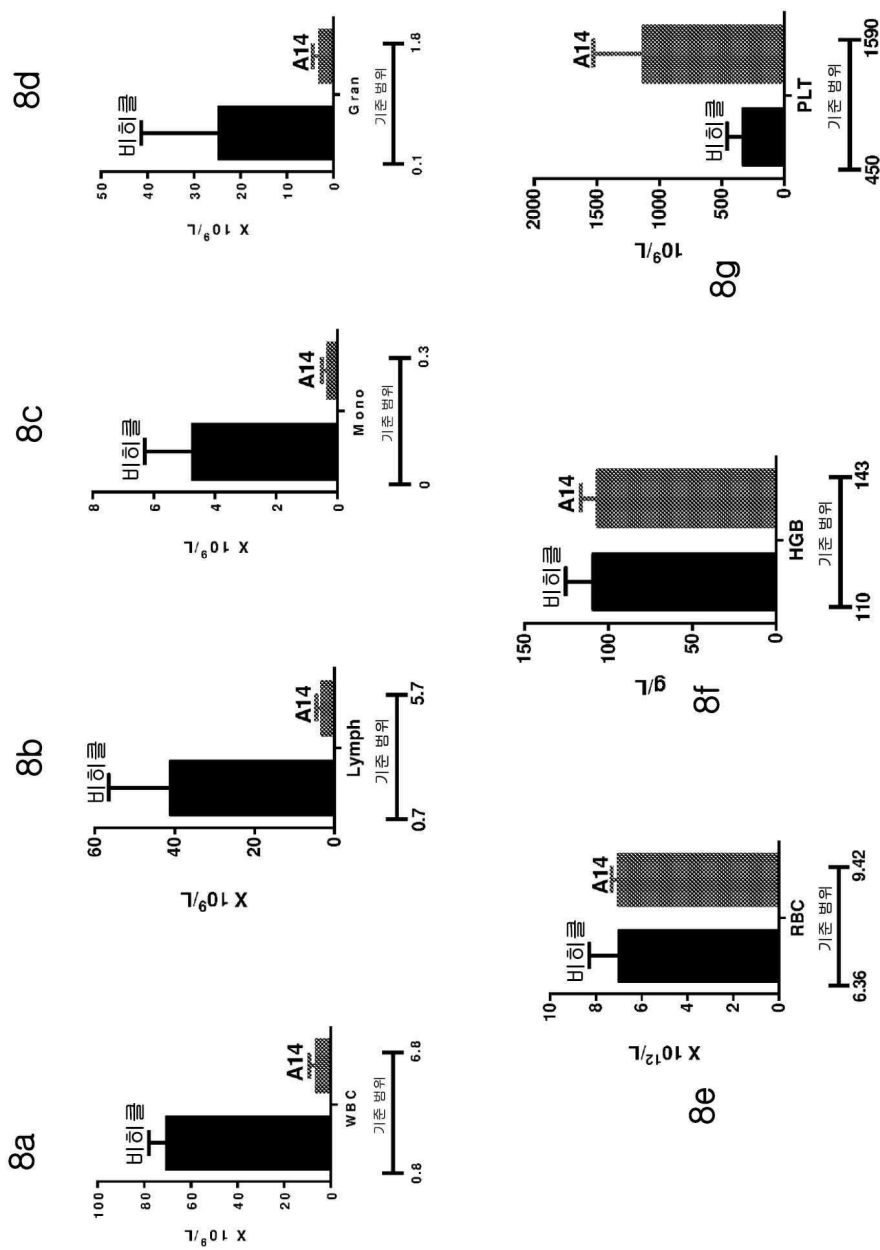 8a
X 10⁹/L
100
80
60
40
20
0
비히클
A14
WBC
기준 범위
0.8
6.8
8b
X 10⁹/L
60
40
20
0
비히클
A14
Lymph
기준 범위
0.7
5.7
8c
X 10⁹/L
8
6
4
2
0
비히클
A14
Mono
기준 범위
0
0.3
8d
X 10⁹/L
50
40
30
20
10
0
비히클
A14
Gran
기준 범위
0.1
1.8
8e
X 10¹²/L
10
8
6
4
2
0
비히클
A14
RBC
기준 범위
6.36
9.42
8f
g/L
150
100
50
0
비히클
A14
HGB
기준 범위
110
143
8g
10⁹/L
2000
1500
1000
500
0
비히클
A14
PLT
기준 범위
450
1590